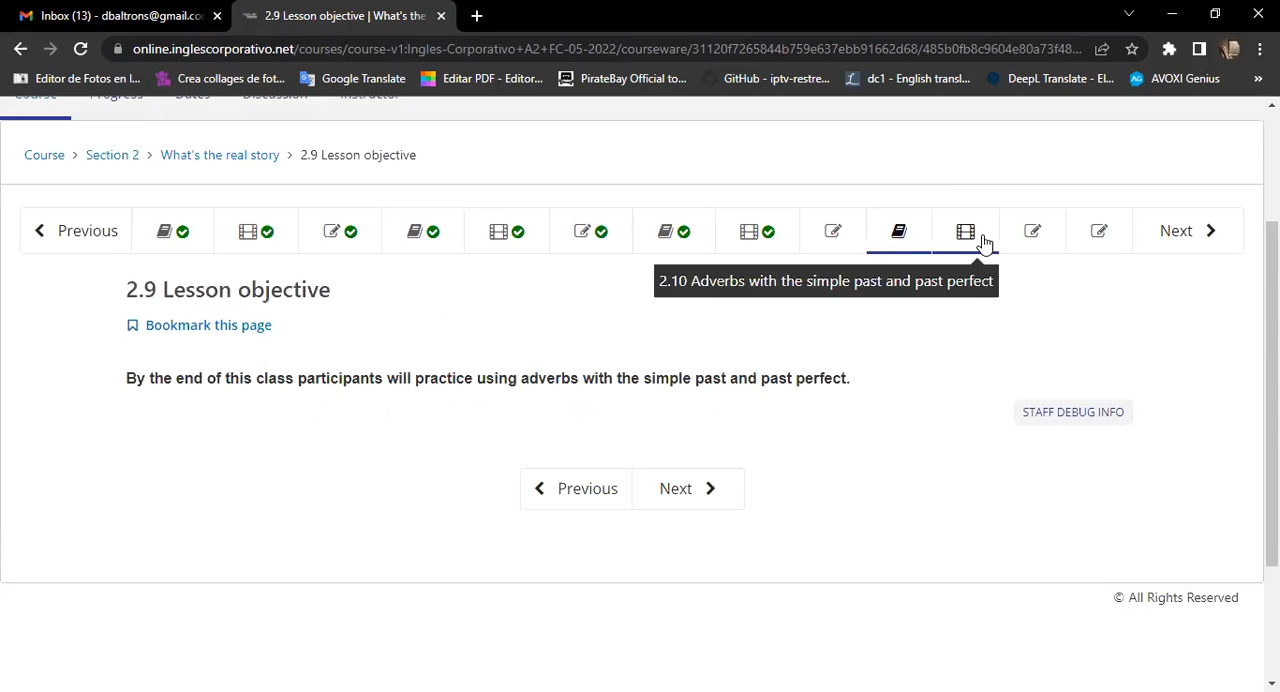 Inbox (13) - dbaltrons@gmail.co
2.9 Lesson objective | What's the
online.inglescorporativo.net/courses/course-v1:Ingles-Corporativo+A2+FC-05-2022/courseware/31120f7265844b759e637ebb91662d68/485b0fb8c9604e80a73f48...
Editor de Fotos en l...
Crea collages de fot...
Google Translate
Editar PDF - Editor...
PirateBay Official to...
GitHub - iptv-restre...
dc1 - English transl...
DeepL Translate - El...
AVOXI Genius
»
Course Progress Dates Discussion Instructor
Course > Section 2 > What's the real story > 2.9 Lesson objective
Previous
Next
2.10 Adverbs with the simple past and past perfect
2.9 Lesson objective
Bookmark this page
By the end of this class participants will practice using adverbs with the simple past and past perfect.
STAFF DEBUG INFO
Previous
Next
© All Rights Reserved